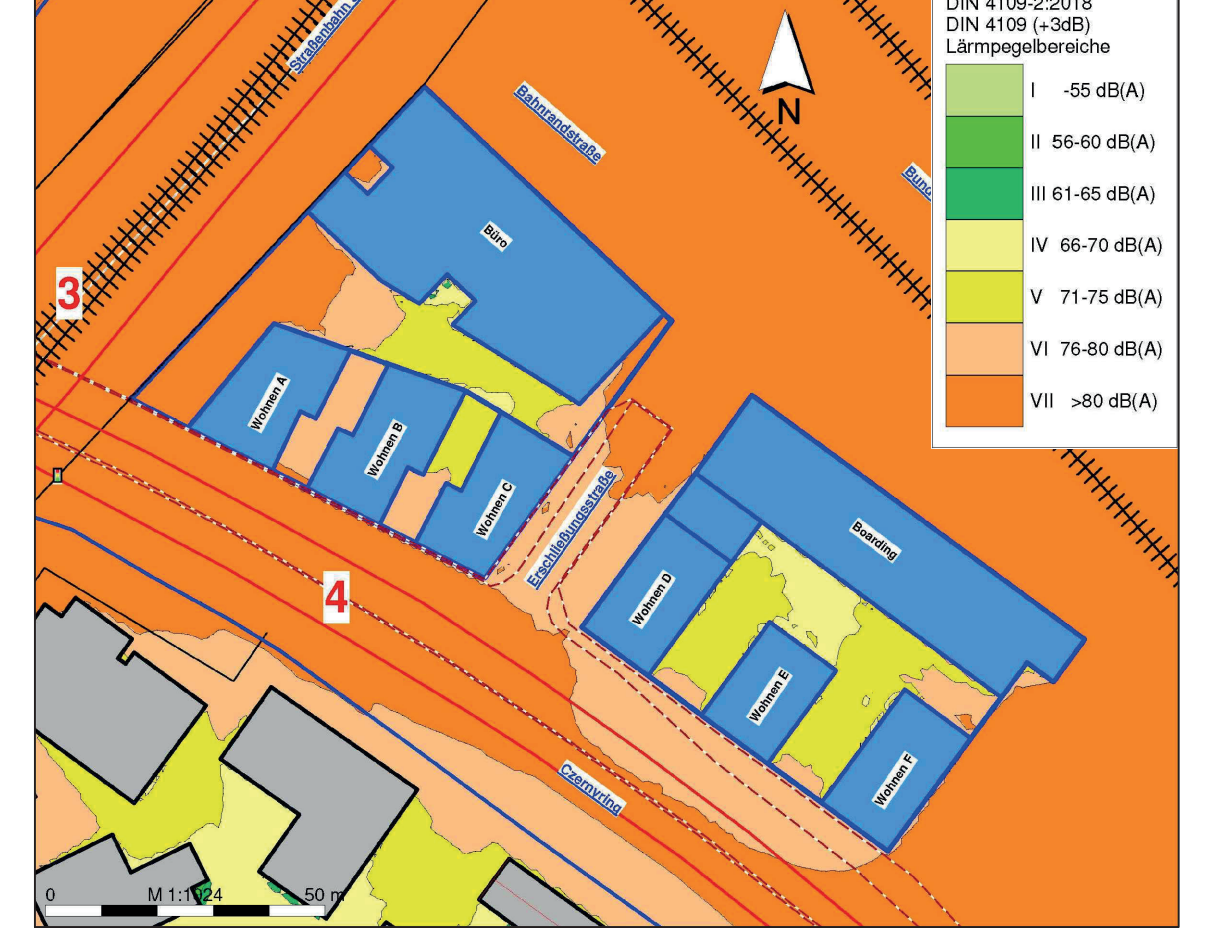 DIN 4109-2:2018
DIN 4109 (+3dB)
Lärmpegelbereiche
I -55 dB(A)
II 56-60 dB(A)
III 61-65 dB(A)
IV 66-70 dB(A)
V 71-75 dB(A)
VI 76-80 dB(A)
VII >80 dB(A)
Straßenbahn
Bahnrandstraße
N
Büro
3
Wohnen A
Wohnen B
Wohnen C
Erschließungsstraße
Boarding
Wohnen D
4
Wohnen E
Wohnen F
Czernyring
0 M 1:1024 50 m